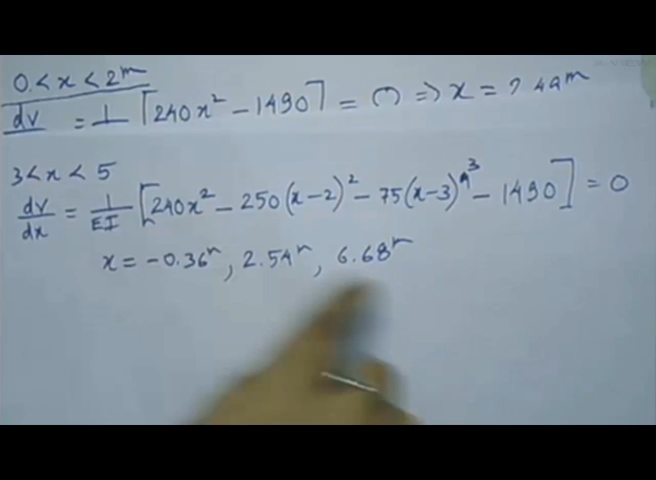 0 < x < 2ᵐ
dv = 1 [240x² - 1490] = 0 => x = 2.49ᵐ
3 < x < 5
dv/dx = 1/EI [240x² - 250(x-2)² - 75(x-3)³ - 1490] = 0
x = -0.36ᵐ, 2.54ᵐ, 6.68ᵐ